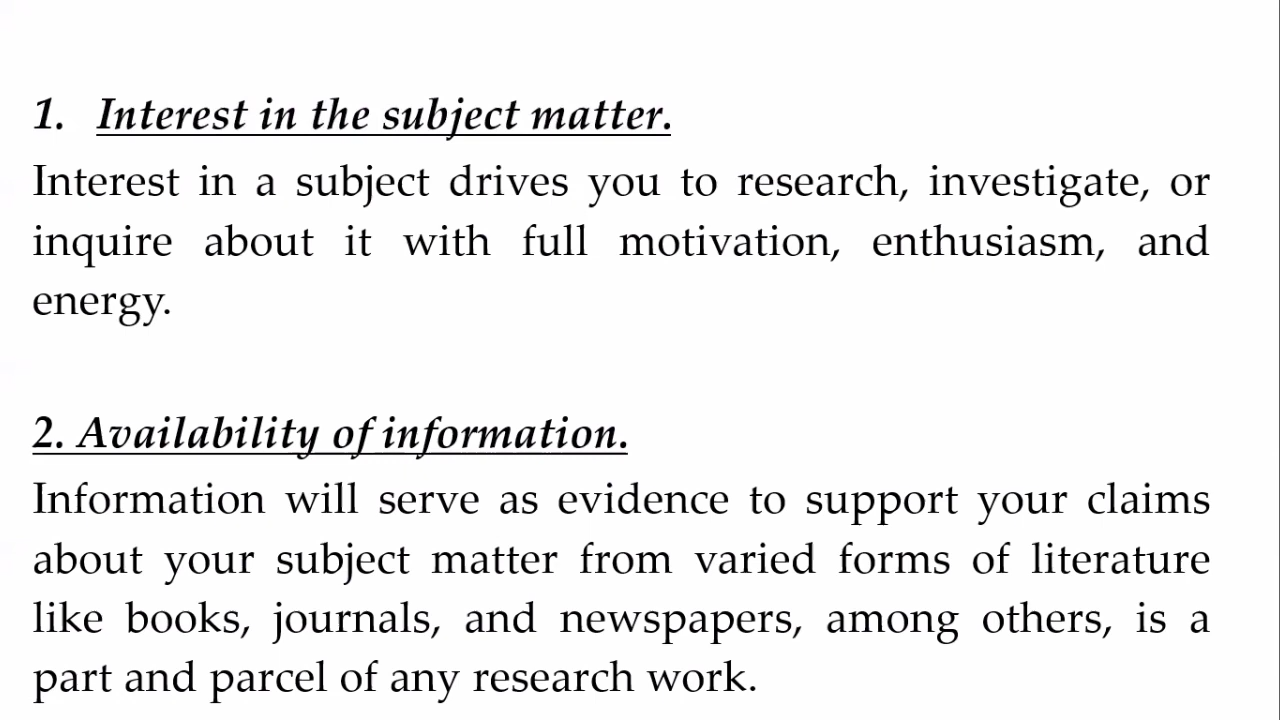 1. Interest in the subject matter.
Interest in a subject drives you to research, investigate, or
inquire about it with full motivation, enthusiasm, and
energy.
2. Availability of information.
Information will serve as evidence to support your claims
about your subject matter from varied forms of literature
like books, journals, and newspapers, among others, is a
part and parcel of any research work.